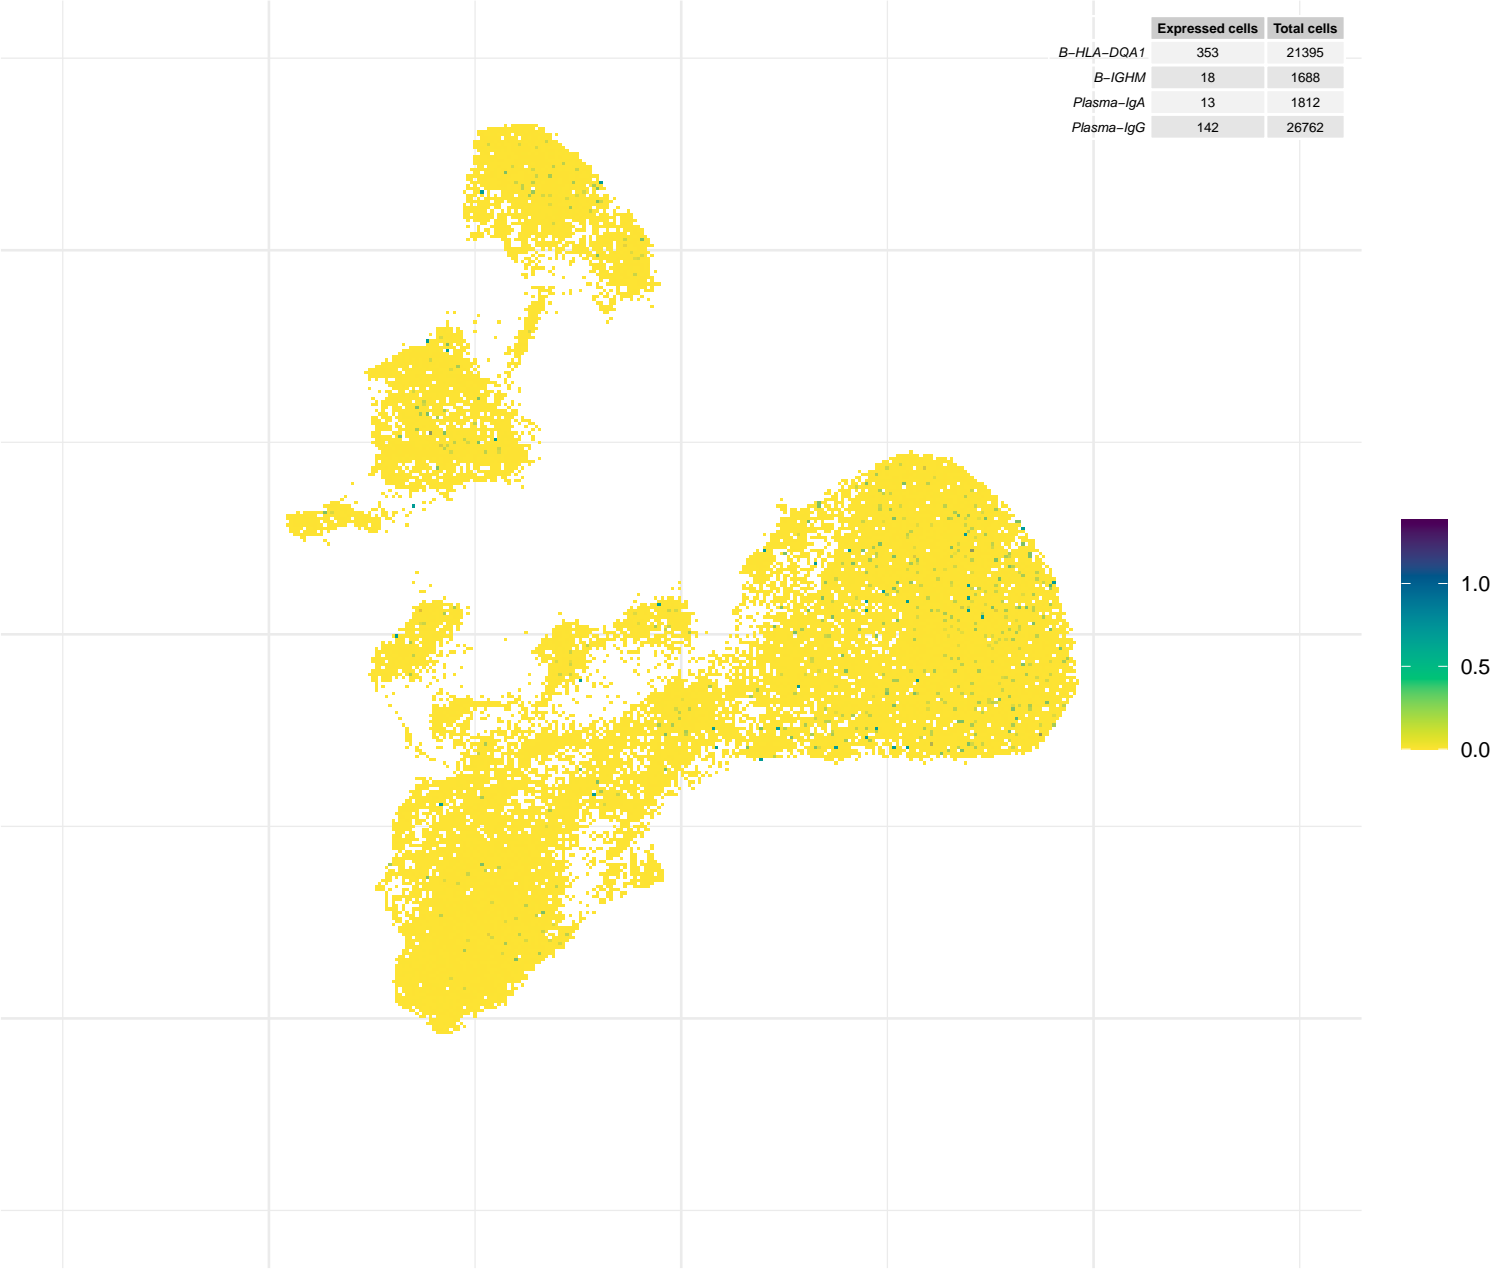 Expressed cells Total cells
B−HLA−DQA1 353 21395
B−IGHM 18 1688
Plasma−IgA 13 1812
Plasma−IgG 142 26762
1.0
0.5
0.0